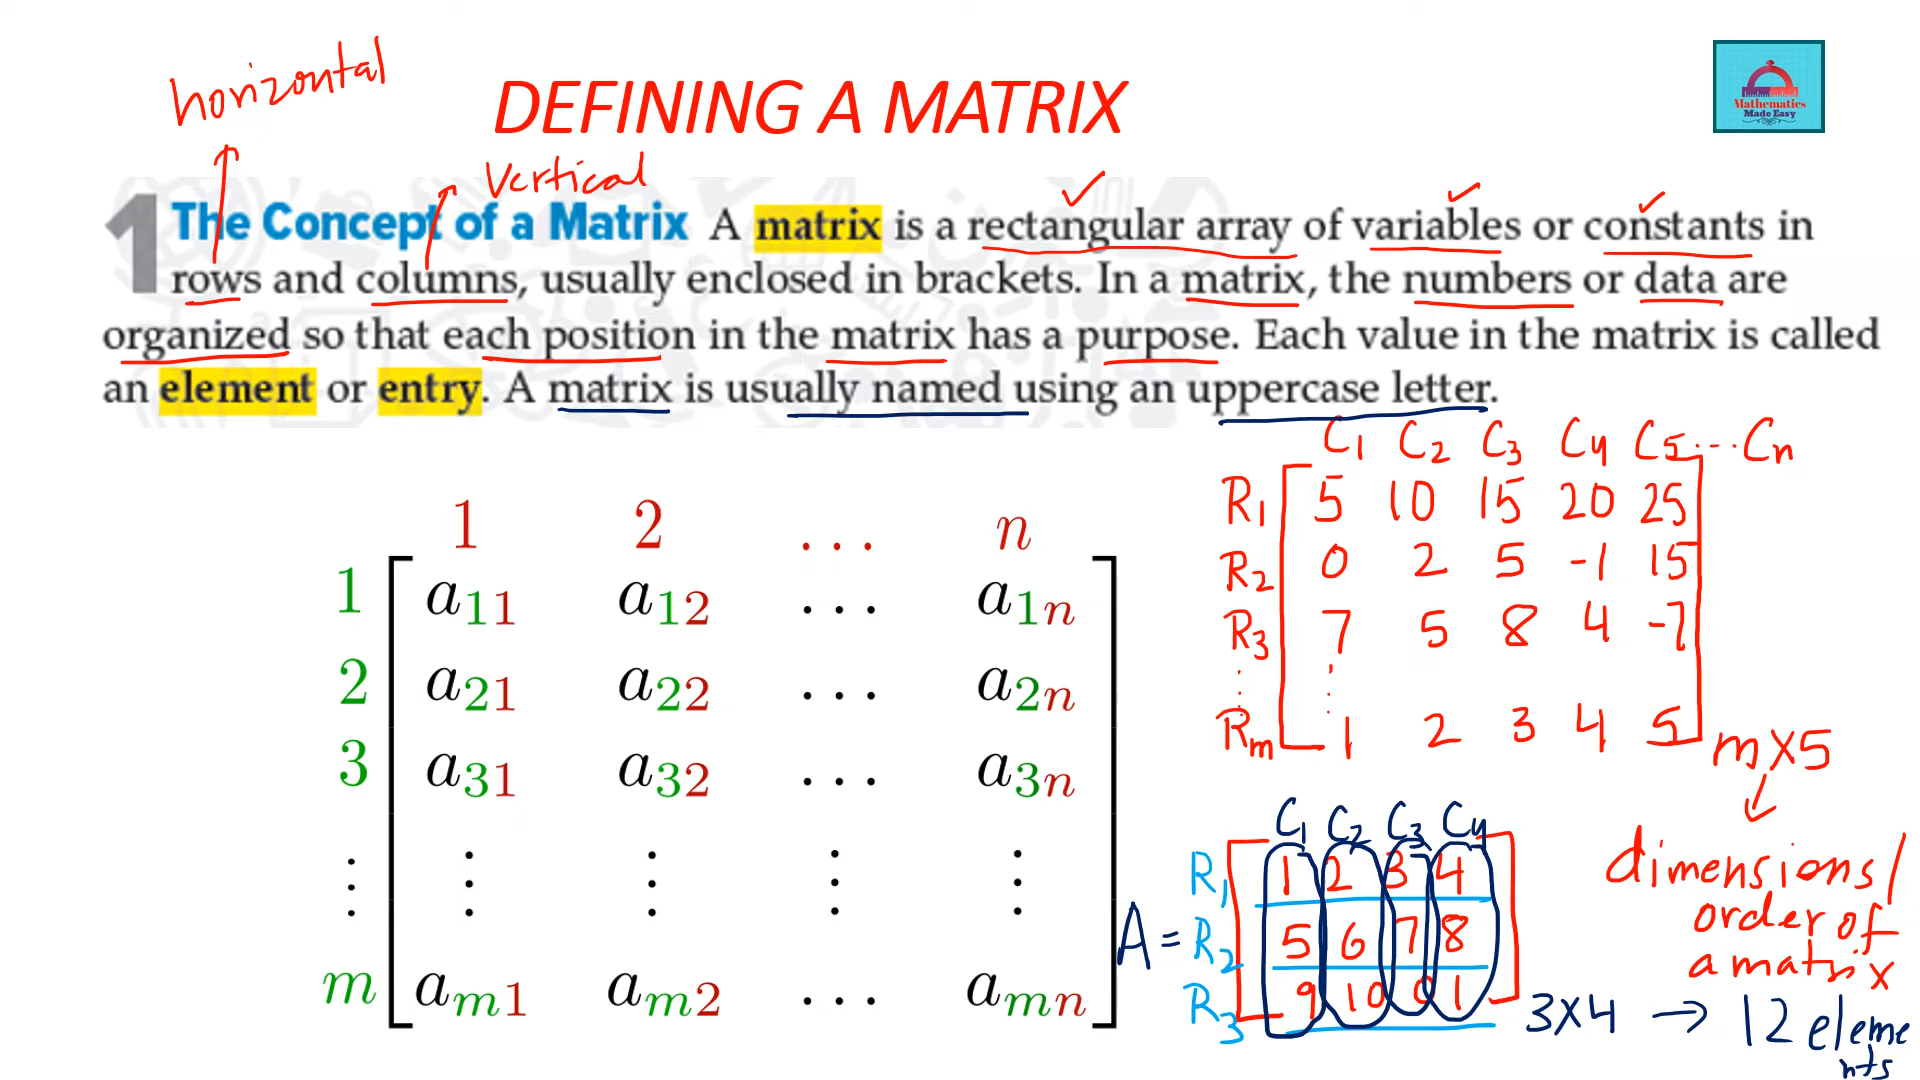 horizontal
DEFINING A MATRIX
Mathematics
Made Easy
Vertical
1
The Concept of a Matrix A matrix is a rectangular array of variables or constants in
rows and columns, usually enclosed in brackets. In a matrix, the numbers or data are
organized so that each position in the matrix has a purpose. Each value in the matrix is called
an element or entry. A matrix is usually named using an uppercase letter.
C1 C2 C3 C4 C5 ... Cn
R1 5 10 15 20 25
R2 0 2 5 -1 15
R3 7 5 8 4 -7
⋮ ⋮
Rm 1 2 3 4 5
m×5
1 2 ... n
1 a11 a12 ... a1n
2 a21 a22 ... a2n
3 a31 a32 ... a3n
⋮ ⋮ ⋮ ⋮ ⋮
m am1 am2 ... amn
C1 C2 C3 C4
R1 1 2 3 4
A = R2 5 6 7 8
R3 9 10 0 1
3×4 → 12 eleme
nts
dimensions/
order of
a matrix